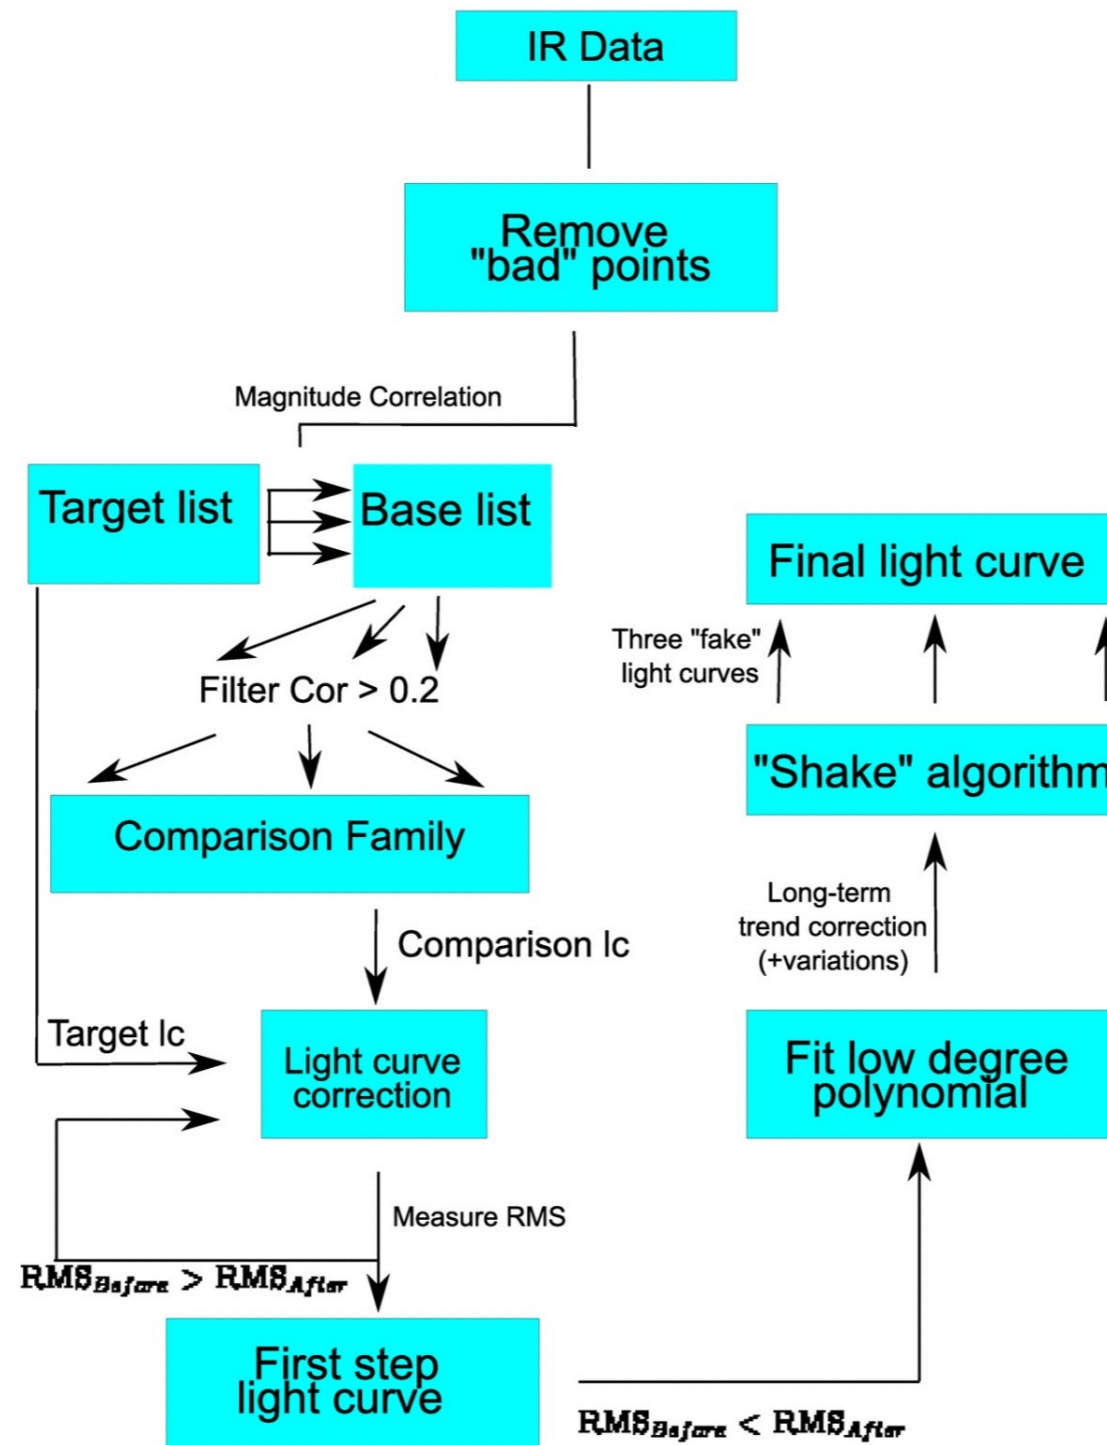 IR Data
Remove
"bad" points
Magnitude Correlation
Target list
Base list
Filter Cor > 0.2
Comparison Family
Comparison lc
Target lc
Light curve
correction
Measure RMS
RMS_Before > RMS_After
First step
light curve
RMS_Before < RMS_After
Fit low degree
polynomial
Long-term
trend correction
(+variations)
"Shake" algorithm
Three "fake"
light curves
Final light curve